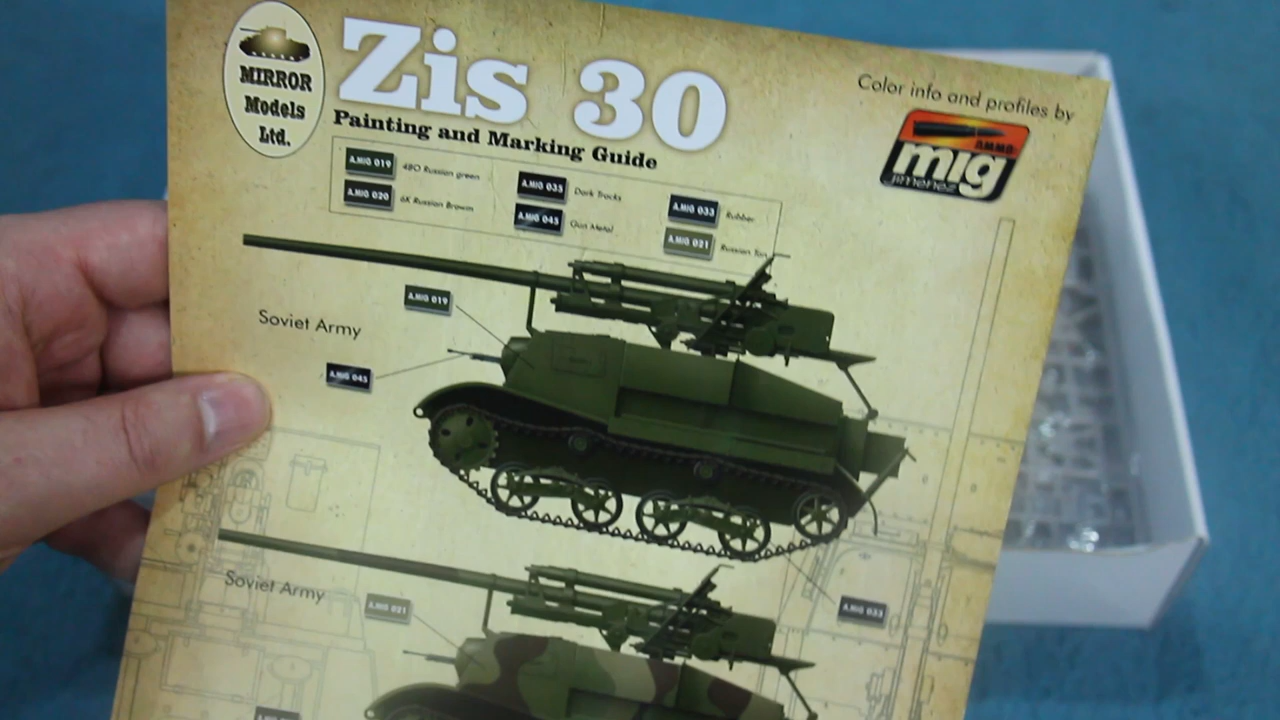 MIRROR
Models
Ltd.
Zis 30
Painting and Marking Guide
Color info and profiles by
AMMO
mig
jimenez
A.MIG 019 4BO Russian green
A.MIG 020 6K Russian Brown
A.MIG 035 Dark Tracks
A.MIG 045 Gun Metal
A.MIG 033 Rubber
A.MIG 021 Russian Tan
A.MIG 019
Soviet Army
A.MIG 045
Soviet Army
A.MIG 021
A.MIG 033